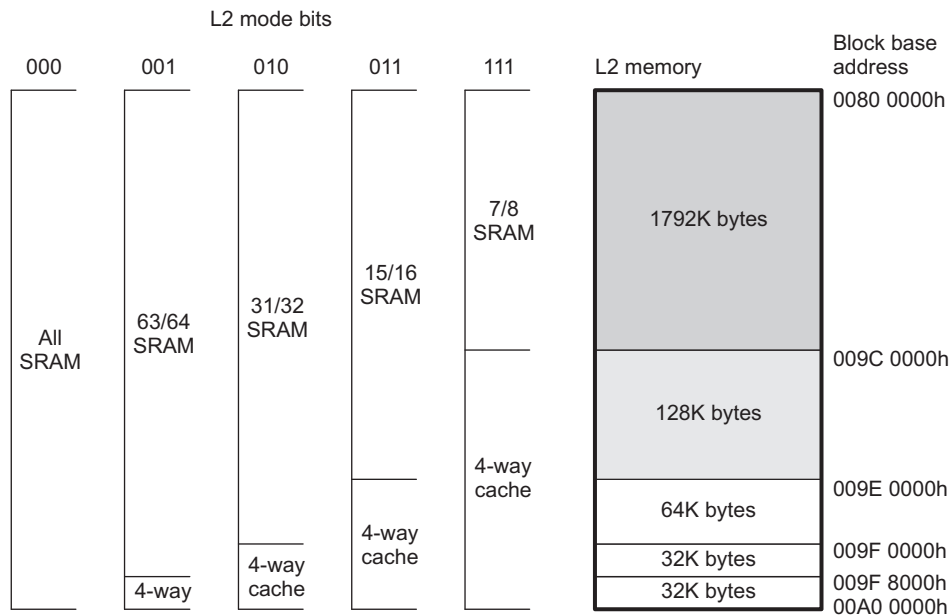 L2 mode bits
000 001 010 011 111 L2 memory Block base address
0080 0000h
All SRAM
63/64 SRAM
31/32 SRAM
15/16 SRAM
7/8 SRAM
1792K bytes
009C 0000h
128K bytes
4-way cache
009E 0000h
64K bytes
4-way cache
009F 0000h
32K bytes
4-way cache
009F 8000h
4-way
32K bytes
00A0 0000h